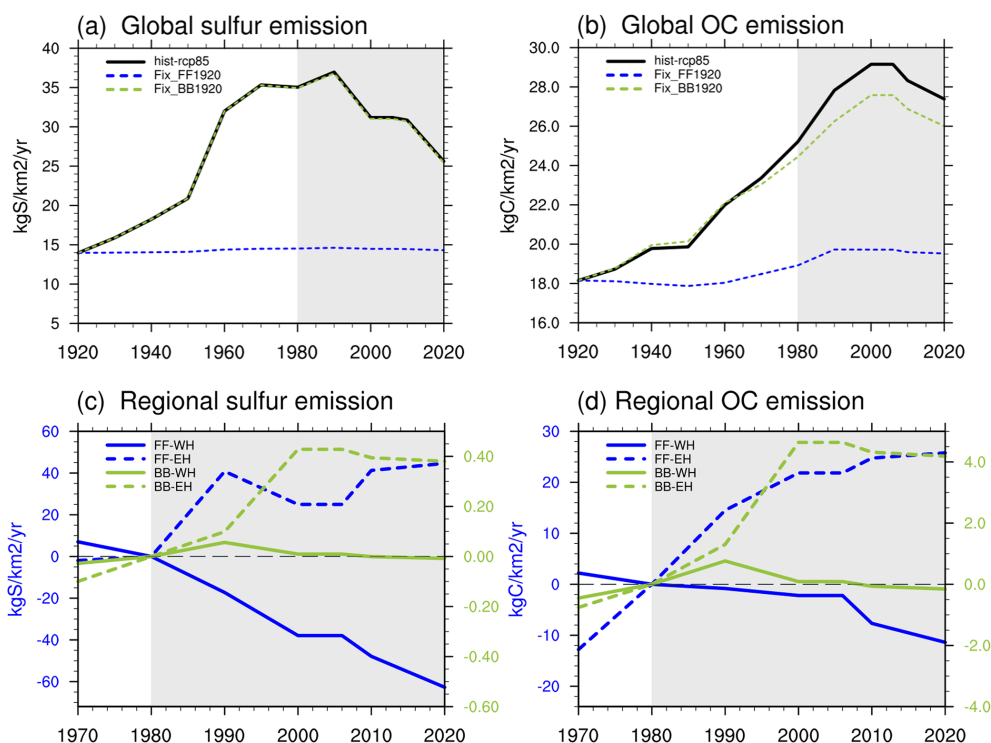 (a) Global sulfur emission
40
35
30
25
20
15
10
5
kgS/km2/yr
hist-rcp85
Fix_FF1920
Fix_BB1920
1920 1940 1960 1980 2000 2020
(b) Global OC emission
30.0
28.0
26.0
24.0
22.0
20.0
18.0
16.0
kgC/km2/yr
hist-rcp85
Fix_FF1920
Fix_BB1920
1920 1940 1960 1980 2000 2020
(c) Regional sulfur emission
60
40
20
0
-20
-40
-60
kgS/km2/yr
FF-WH
FF-EH
BB-WH
BB-EH
0.40
0.20
0.00
-0.20
-0.40
-0.60
1970 1980 1990 2000 2010 2020
(d) Regional OC emission
30
20
10
0
-10
-20
kgC/km2/yr
FF-WH
FF-EH
BB-WH
BB-EH
4.0
2.0
0.0
-2.0
-4.0
1970 1980 1990 2000 2010 2020